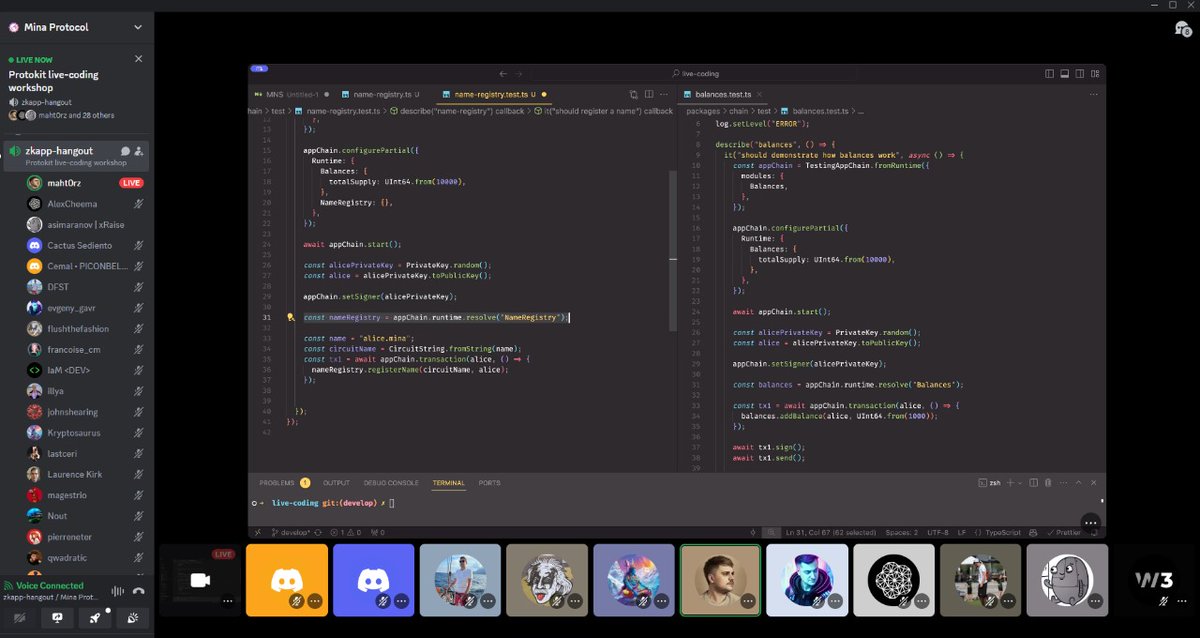 Mina Protocol
LIVE NOW
Protokit live-coding
workshop
zkapp-hangout
maht0rz and 28 others
zkapp-hangout
Protokit live-coding workshop
maht0rz
LIVE
AlexCheema
asimaranov | xRaise
Cactus Sediento
Cemal • PICONBEL...
DFST
evgeny_gavr
flushthefashion
francoise_cm
IaM <DEV>
illya
johnshearing
Kryptosaurus
lastceri
Laurence Kirk
magestrio
Nout
pierreneter
qwadratic
Voice Connected
zkapp-hangout / Mina Prot...
live-coding
MNS Untitled-1
name-registry.ts U
name-registry.test.ts U
hain > test > name-registry.test.ts > describe("name-registry") callback > it("should register a name") callback
12 },
13 });
14
15 appChain.configurePartial({
16 Runtime: {
17 Balances: {
18 totalSupply: UInt64.from(10000),
19 },
20 NameRegistry: {},
21 },
22 });
23
24 await appChain.start();
25
26 const alicePrivateKey = PrivateKey.random();
27 const alice = alicePrivateKey.toPublicKey();
28
29 appChain.setSigner(alicePrivateKey);
30
31 const nameRegistry = appChain.runtime.resolve("NameRegistry");
32
33 const name = "alice.mina";
34 const circuitName = CircuitString.fromString(name);
35 const tx1 = await appChain.transaction(alice, () => {
36 nameRegistry.registerName(circuitName, alice);
37 });
38
39
40 });
41 });
42
balances.test.ts
packages > chain > test > balances.test.ts > ...
6 log.setLevel("ERROR");
7
8 describe("balances", () => {
9 it("should demonstrate how balances work", async () => {
10 const appChain = TestingAppChain.fromRuntime({
11 modules: {
12 Balances,
13 },
14 });
15
16 appChain.configurePartial({
17 Runtime: {
18 Balances: {
19 totalSupply: UInt64.from(10000),
20 },
21 },
22 });
23
24 await appChain.start();
25
26 const alicePrivateKey = PrivateKey.random();
27 const alice = alicePrivateKey.toPublicKey();
28
29 appChain.setSigner(alicePrivateKey);
30
31 const balances = appChain.runtime.resolve("Balances");
32
33 const tx1 = await appChain.transaction(alice, () => {
34 balances.addBalance(alice, UInt64.from(1000));
35 });
36
37 await tx1.sign();
38 await tx1.send();
39
PROBLEMS 1 OUTPUT DEBUG CONSOLE TERMINAL PORTS
zsh
live-coding git:(develop) ✗
develop* 1 0 0
Ln 31, Col 67 (62 selected) Spaces: 2 UTF-8 LF {} TypeScript Prettier
LIVE
W3